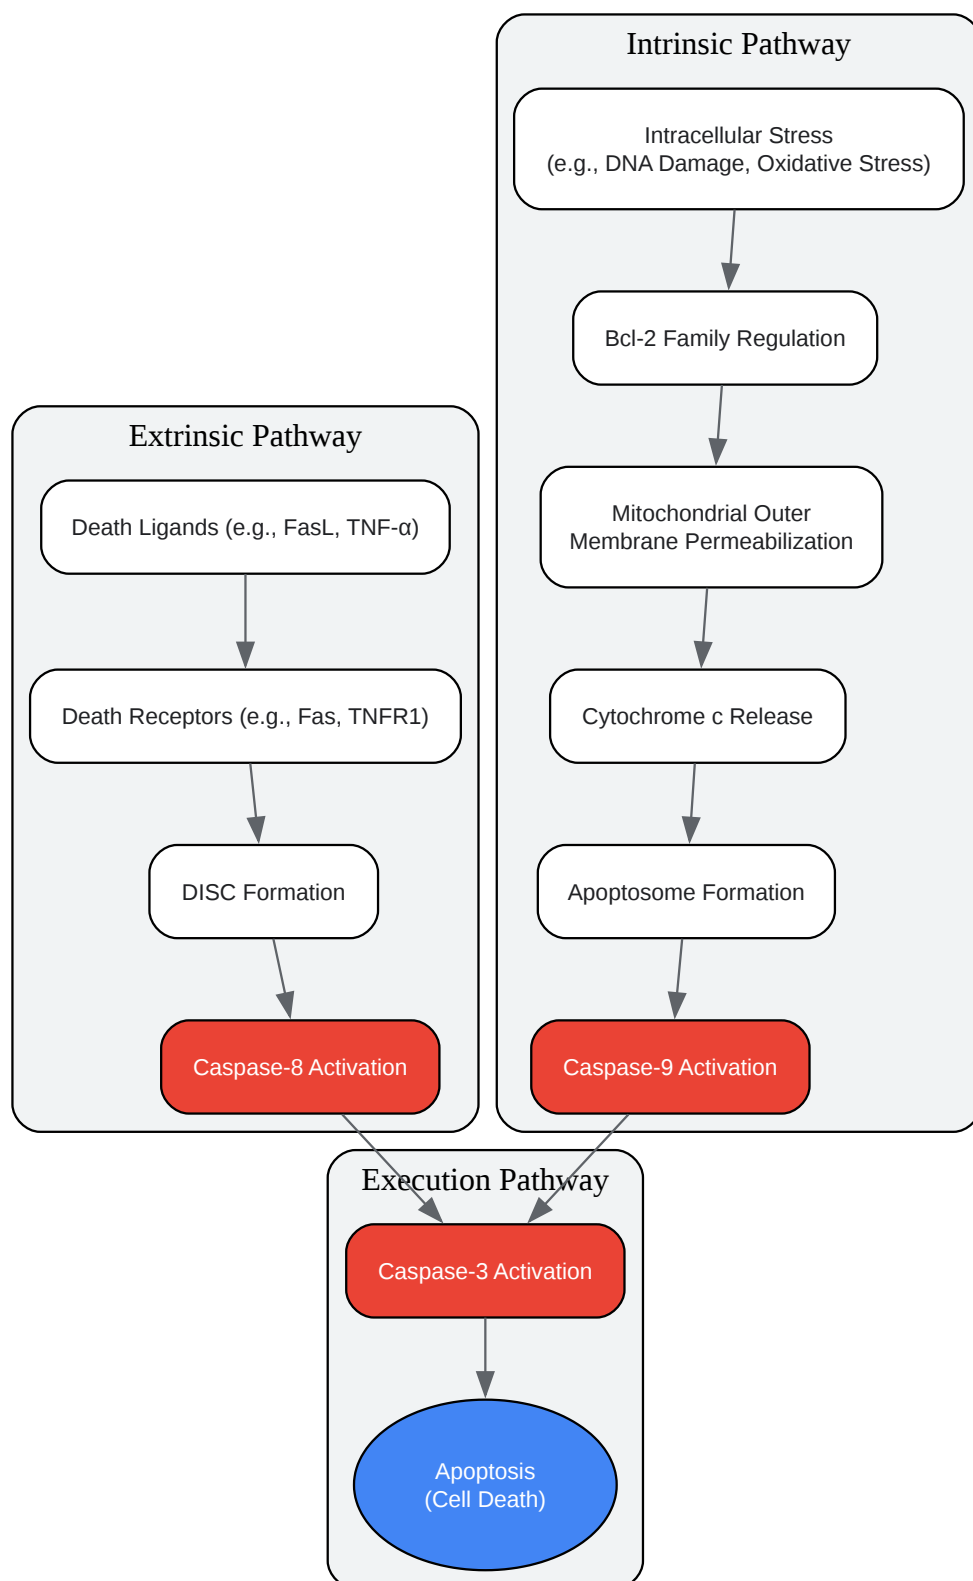 Intrinsic Pathway
Intracellular Stress
(e.g., DNA Damage, Oxidative Stress)
Bcl-2 Family Regulation
Mitochondrial Outer
Membrane Permeabilization
Cytochrome c Release
Apoptosome Formation
Caspase-9 Activation
Extrinsic Pathway
Death Ligands (e.g., FasL, TNF-α)
Death Receptors (e.g., Fas, TNFR1)
DISC Formation
Caspase-8 Activation
Execution Pathway
Caspase-3 Activation
Apoptosis
(Cell Death)